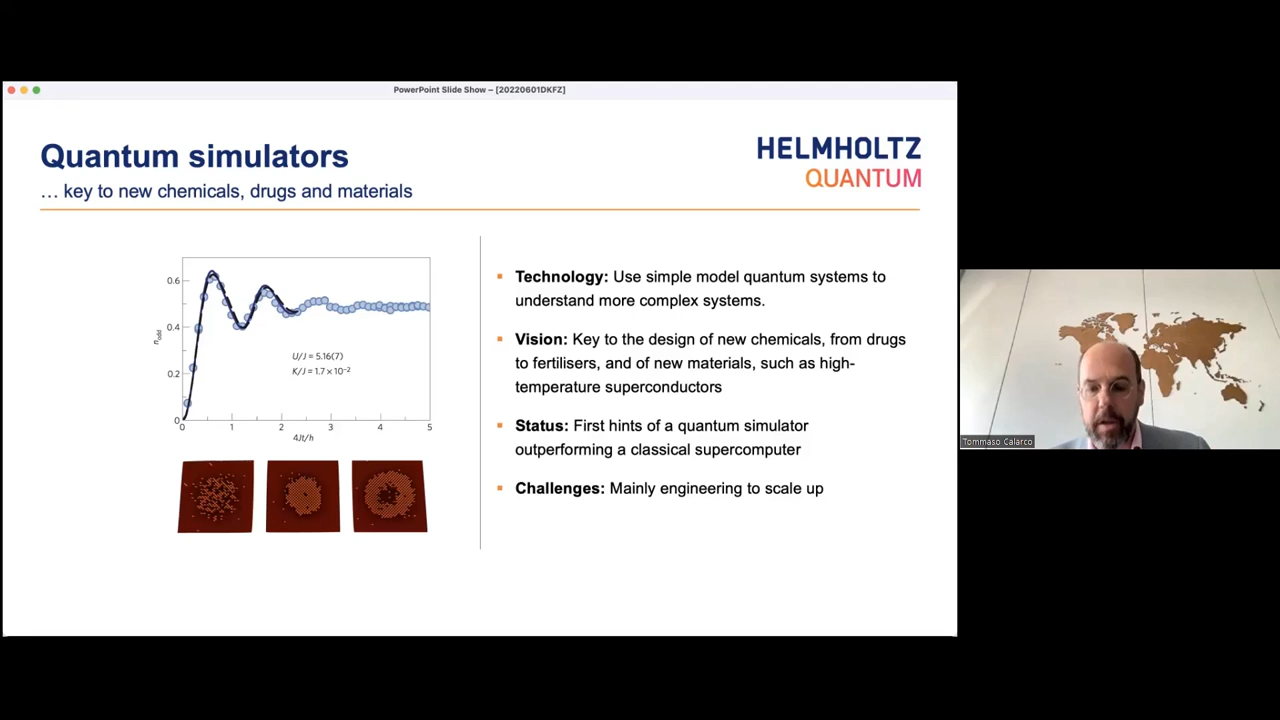 PowerPoint Slide Show – [20220601DKFZ]
Quantum simulators
… key to new chemicals, drugs and materials
HELMHOLTZ
QUANTUM
0.6
0.4
0.2
0
n_odd
U/J = 5.16(7)
K/J = 1.7 × 10⁻²
0 1 2 3 4 5
4Jt/h
▪ Technology: Use simple model quantum systems to
understand more complex systems.
▪ Vision: Key to the design of new chemicals, from drugs
to fertilisers, and of new materials, such as high-
temperature superconductors
▪ Status: First hints of a quantum simulator
outperforming a classical supercomputer
▪ Challenges: Mainly engineering to scale up
Tommaso Calarco